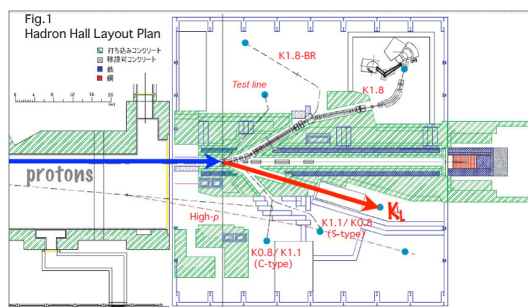 Fig.1
Hadron Hall Layout Plan
打ち込みコンクリート
移設可コンクリート
鉄
銅
K1.8-BR
Test line
K1.8
protons
KL
High-p
K1.1/ K0.8
(S-type)
K0.8/ K1.1
(C-type)